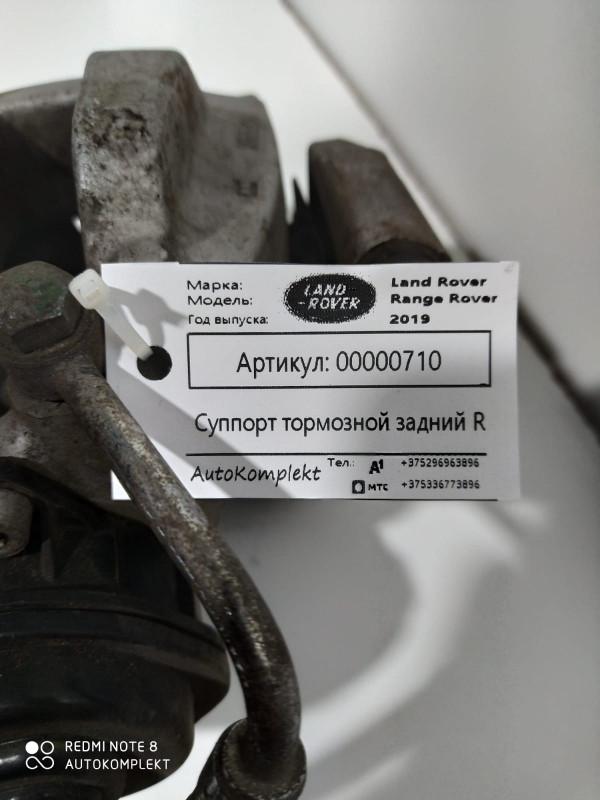 Марка: LAND Land Rover
Модель: -ROVER Range Rover
Год выпуска: 2019
Артикул: 00000710
Суппорт тормозной задний R
AutoKomplekt Тел.: A1 +375296963896
МТС +375336773896
REDMI NOTE 8
AUTOKOMPLEKT